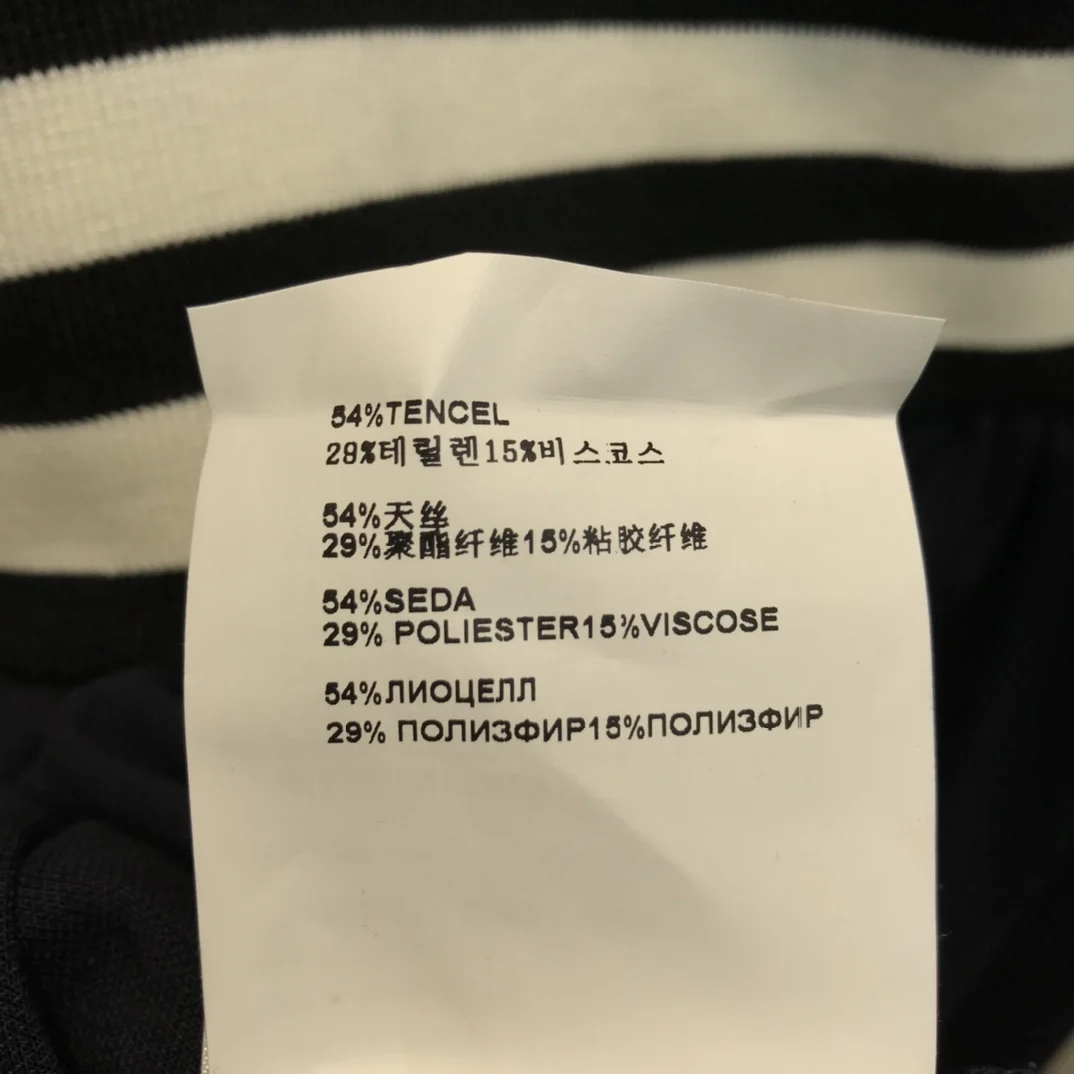 54%TENCEL
29%테릴렌15%비스코스
54%天丝
29%聚酯纤维15%粘胶纤维
54%SEDA
29% POLIESTER15%VISCOSE
54%ЛИОЦЕЛЛ
29% ПОЛИЗФИР15%ПОЛИЗФИР